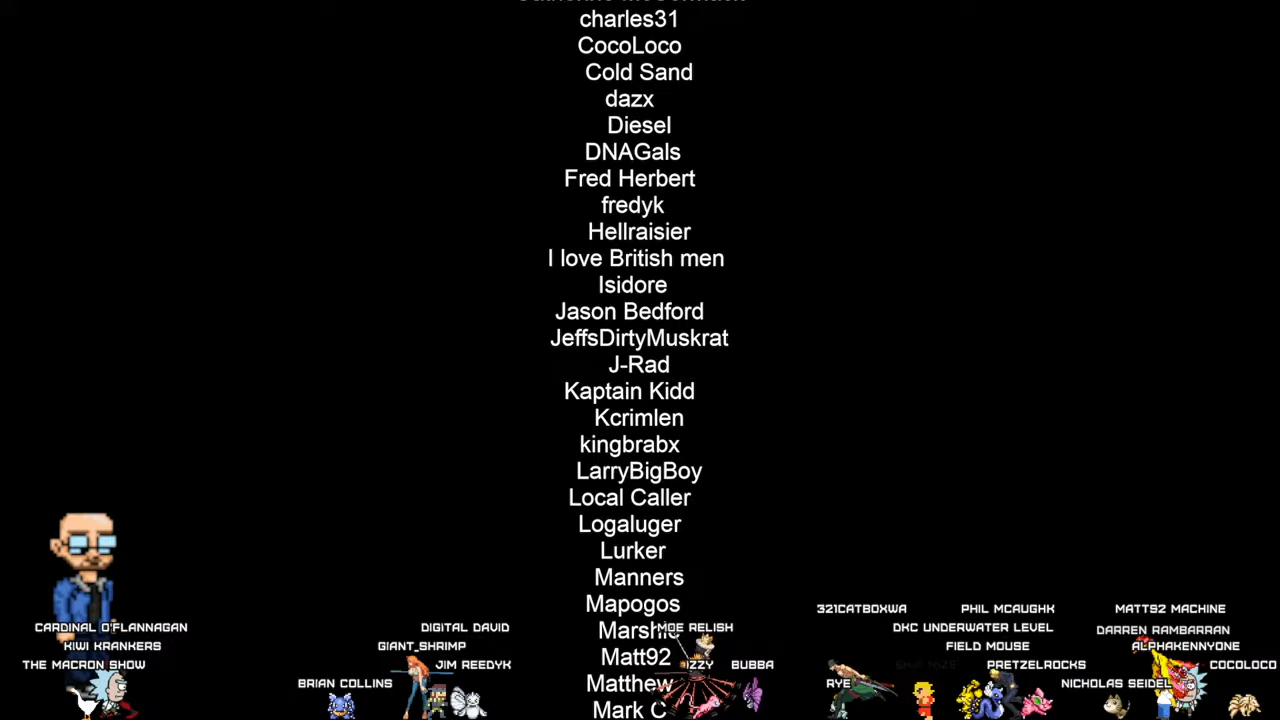 charles31
CocoLoco
Cold Sand
dazx
Diesel
DNAGals
Fred Herbert
fredyk
Hellraisier
I love British men
Isidore
Jason Bedford
JeffsDirtyMuskrat
J-Rad
Kaptain Kidd
Kcrimlen
kingbrabx
LarryBigBoy
Local Caller
Logaluger
Lurker
Manners
Mapogos
Marshie
Matt92
Matthew
Mark C
CARDINAL O'FLANNAGAN
KIWI KRANKERS
THE MACRON SHOW
BRIAN COLLINS
DIGITAL DAVID
GIANT_SHRIMP
JIM REEDYK
MOE RELISH
BUBBA
321CATBOXWA
PHIL MCAUGHK
MATT92 MACHINE
DKC UNDERWATER LEVEL
DARREN RAMBARRAN
FIELD MOUSE
ALPHAKENNYONE
PRETZELROCKS
COCOLOCO
RYE
NICHOLAS SEIDEL